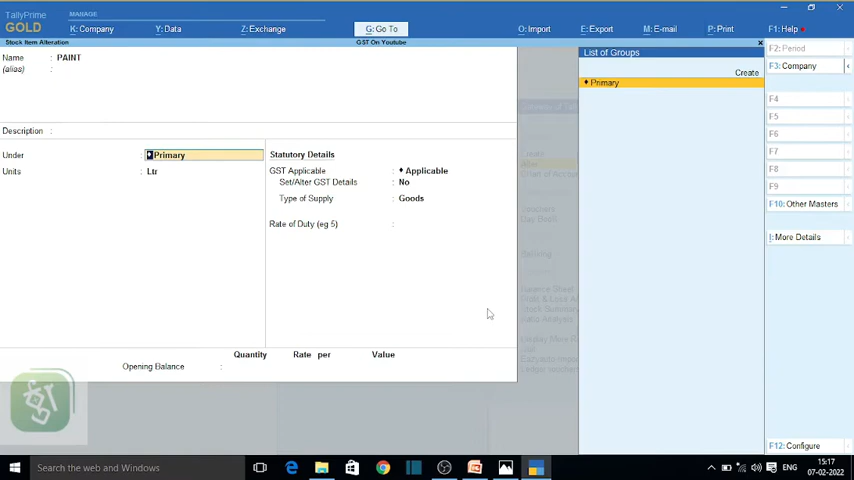 TallyPrime
GOLD
MANAGE
K: Company
Y: Data
Z: Exchange
G: Go To
O: Import
E: Export
M: E-mail
P: Print
F1: Help
Stock Item Alteration
GST On Youtube
Name : PAINT
(alias) :
Description :
Under : Primary
Units : Ltr
Statutory Details
GST Applicable : Applicable
Set/Alter GST Details : No
Type of Supply : Goods
Rate of Duty (eg 5) :
Quantity Rate per Value
Opening Balance :
List of Groups
Create
Primary
F2: Period
F3: Company
F4
F5
F6
F7
F8
F9
F10: Other Masters
I: More Details
F12: Configure
Search the web and Windows
ENG
15:17
07-02-2022